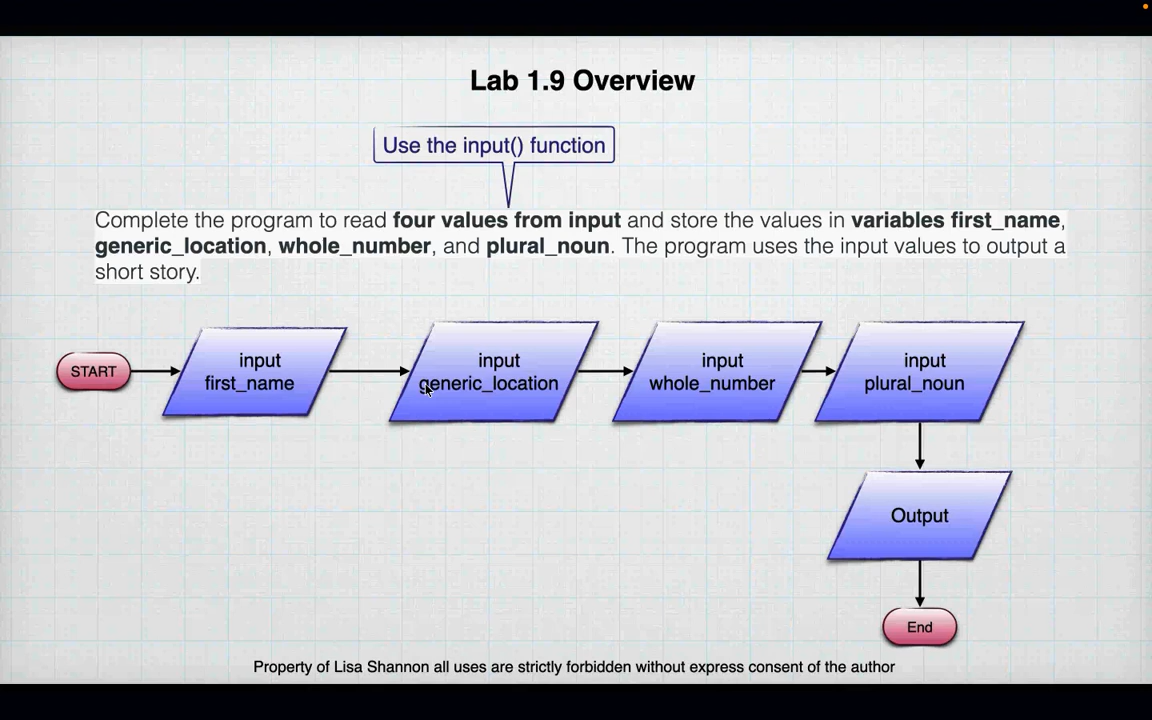 Lab 1.9 Overview
Use the input() function
Complete the program to read four values from input and store the values in variables first_name,
generic_location, whole_number, and plural_noun. The program uses the input values to output a
short story.
START
input
first_name
input
generic_location
input
whole_number
input
plural_noun
Output
End
Property of Lisa Shannon all uses are strictly forbidden without express consent of the author